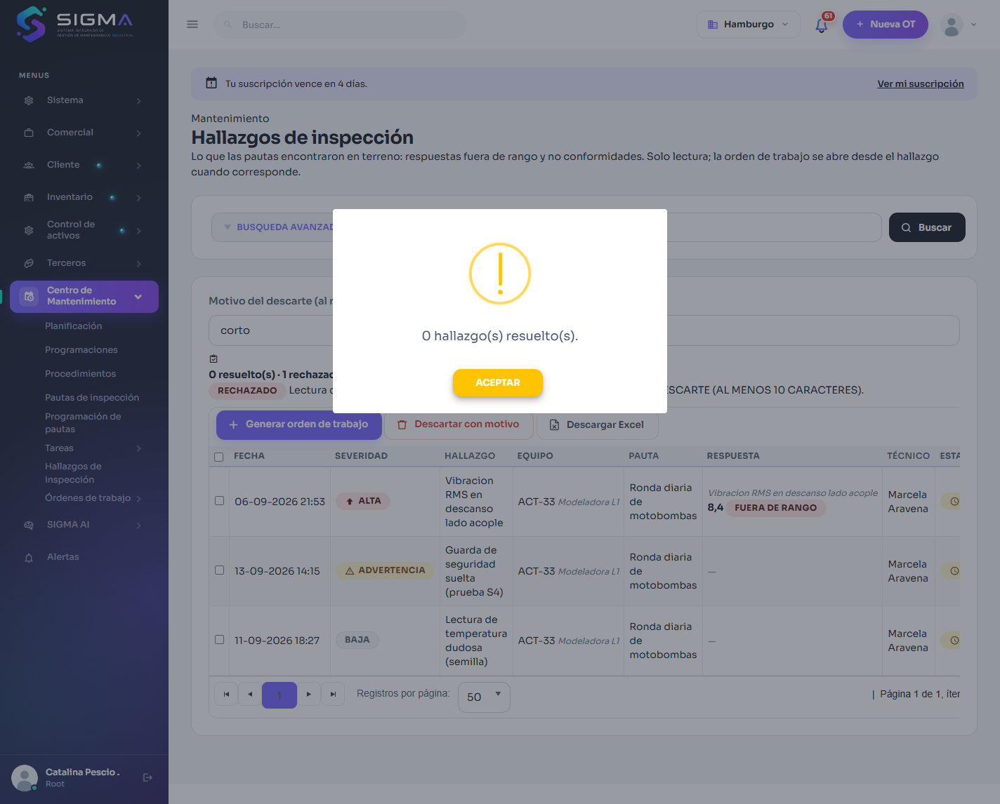 SIGMA
SISTEMA INTEGRADO DE
GESTIÓN DE MANTENIMIENTO INDUSTRIAL
Buscar...
Hamburgo
61
+ Nueva OT
MENUS
Sistema
Comercial
Cliente
Inventario
Control de
activos
Terceros
Centro de
Mantenimiento
Planificación
Programaciones
Procedimientos
Pautas de inspección
Programación de
pautas
Tareas
Hallazgos de
inspección
Órdenes de trabajo
SIGMA AI
Alertas
Catalina Pescio .
Root
Tu suscripción vence en 4 días.
Ver mi suscripción
Mantenimiento
Hallazgos de inspección
Lo que las pautas encontraron en terreno: respuestas fuera de rango y no conformidades. Solo lectura; la orden de trabajo se abre desde el hallazgo
cuando corresponde.
BUSQUEDA AVANZAD
Buscar
Motivo del descarte (al
corto
0 resuelto(s) · 1 rechazad
RECHAZADO Lectura
SCARTE (AL MENOS 10 CARACTERES).
0 hallazgo(s) resuelto(s).
ACEPTAR
+ Generar orden de trabajo
Descartar con motivo
Descargar Excel
FECHA SEVERIDAD HALLAZGO EQUIPO PAUTA RESPUESTA TÉCNICO ESTA
06-09-2026 21:53 ALTA Vibracion RMS en descanso lado acople ACT-33 Modeladora L1 Ronda diaria de motobombas Vibracion RMS en descanso lado acople 8,4 FUERA DE RANGO Marcela Aravena
13-09-2026 14:15 ADVERTENCIA Guarda de seguridad suelta (prueba S4) ACT-33 Modeladora L1 Ronda diaria de motobombas — Marcela Aravena
11-09-2026 18:27 BAJA Lectura de temperatura dudosa (semilla) ACT-33 Modeladora L1 Ronda diaria de motobombas — Marcela Aravena
1
Registros por página: 50
| Página 1 de 1, íter